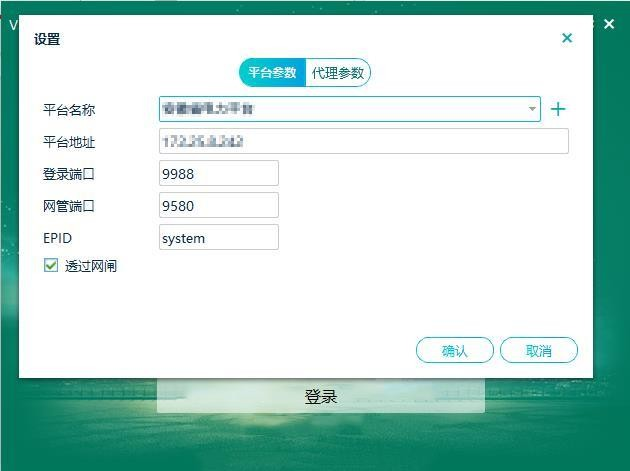 V
设置
平台参数 代理参数
平台名称
平台地址
登录端口 9988
网管端口 9580
EPID system
透过网闸
确认 取消
登录